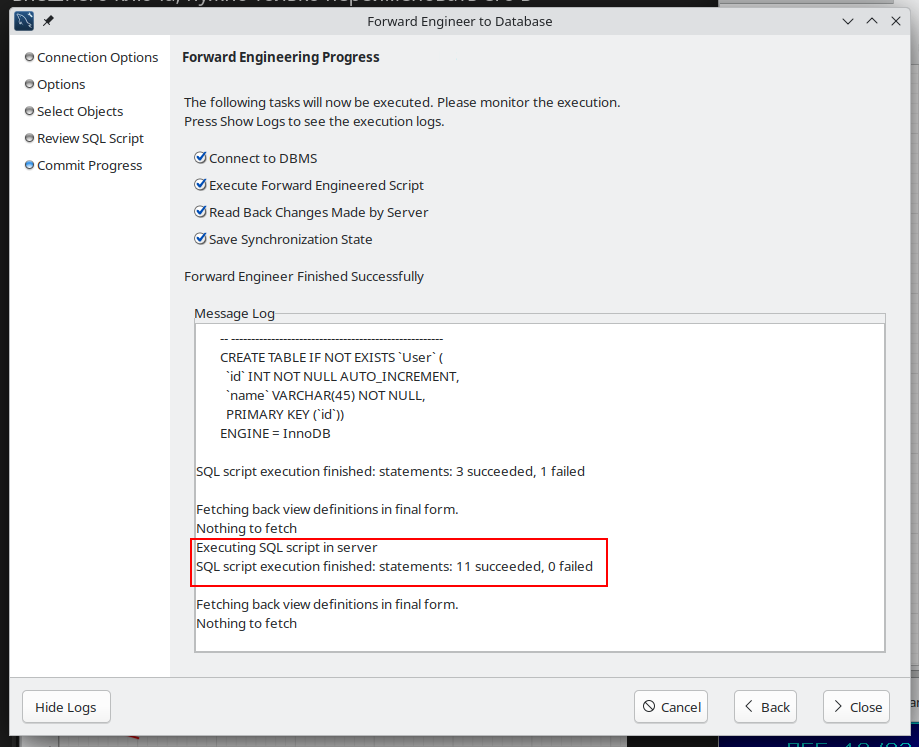 Forward Engineer to Database
Connection Options
Options
Select Objects
Review SQL Script
Commit Progress
Forward Engineering Progress
The following tasks will now be executed. Please monitor the execution.
Press Show Logs to see the execution logs.
Connect to DBMS
Execute Forward Engineered Script
Read Back Changes Made by Server
Save Synchronization State
Forward Engineer Finished Successfully
Message Log
-- -----------------------------------------------------
CREATE TABLE IF NOT EXISTS `User` (
`id` INT NOT NULL AUTO_INCREMENT,
`name` VARCHAR(45) NOT NULL,
PRIMARY KEY (`id`))
ENGINE = InnoDB
SQL script execution finished: statements: 3 succeeded, 1 failed
Fetching back view definitions in final form.
Nothing to fetch
Executing SQL script in server
SQL script execution finished: statements: 11 succeeded, 0 failed
Fetching back view definitions in final form.
Nothing to fetch
Hide Logs
Cancel
Back
Close